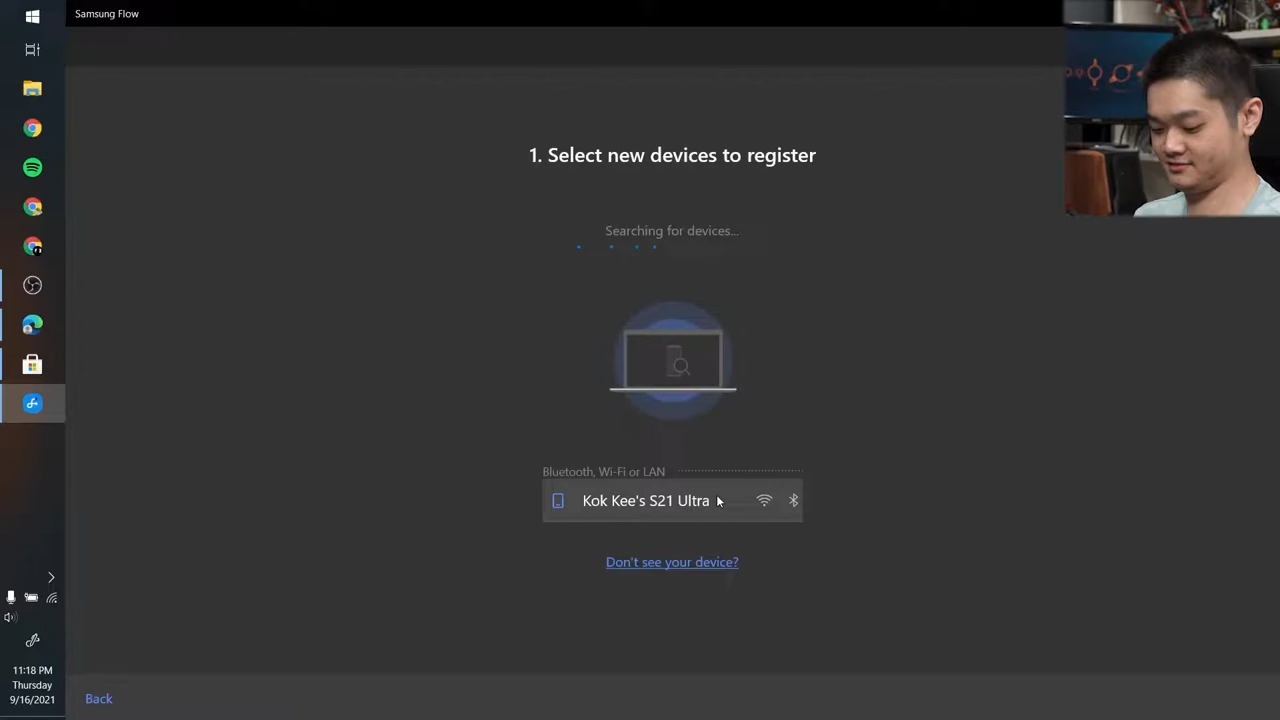 Samsung Flow
1. Select new devices to register
Searching for devices...
Bluetooth, Wi-Fi or LAN
Kok Kee's S21 Ultra
Don't see your device?
11:18 PM
Thursday
9/16/2021
Back